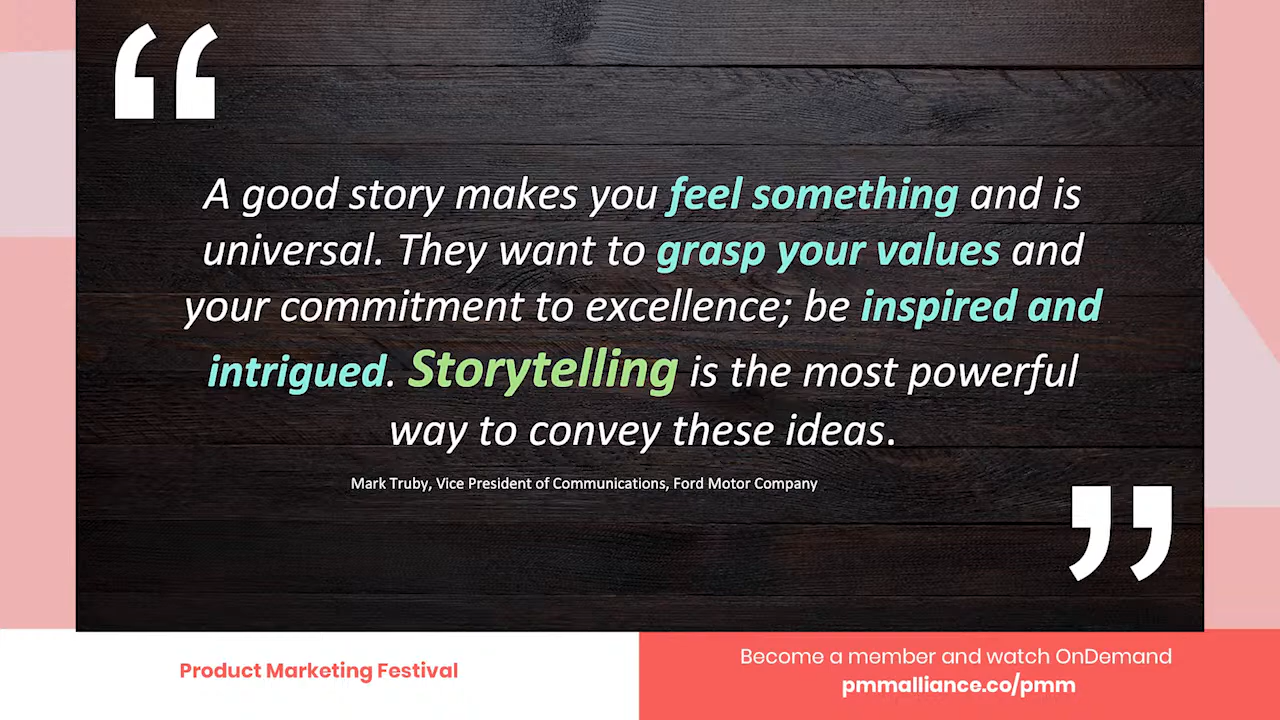 “
A good story makes you feel something and is
universal. They want to grasp your values and
your commitment to excellence; be inspired and
intrigued. Storytelling is the most powerful
way to convey these ideas.
Mark Truby, Vice President of Communications, Ford Motor Company
”
Product Marketing Festival
Become a member and watch OnDemand
pmmalliance.co/pmm